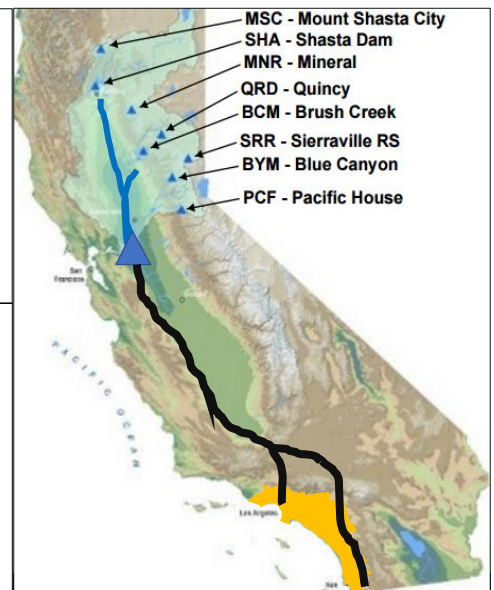 MSC - Mount Shasta City
SHA - Shasta Dam
MNR - Mineral
QRD - Quincy
BCM - Brush Creek
SRR - Sierraville RS
BYM - Blue Canyon
PCF - Pacific House
San
Francisco
PACIFIC OCEAN
Los Angeles
San